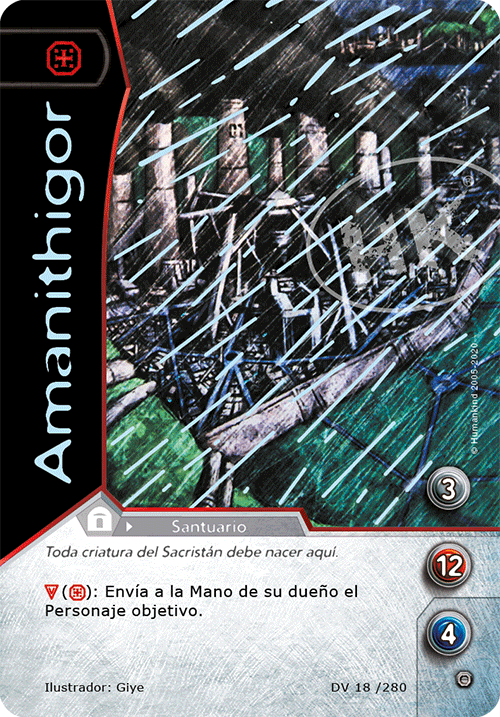 Amanithigor
HK
®
© Humankind 2005-2020
3
Santuario
Toda criatura del Sacristán debe nacer aquí.
12
(): Envía a la Mano de su dueño el
Personaje objetivo.
4
Ilustrador: Giye
DV 18 /280